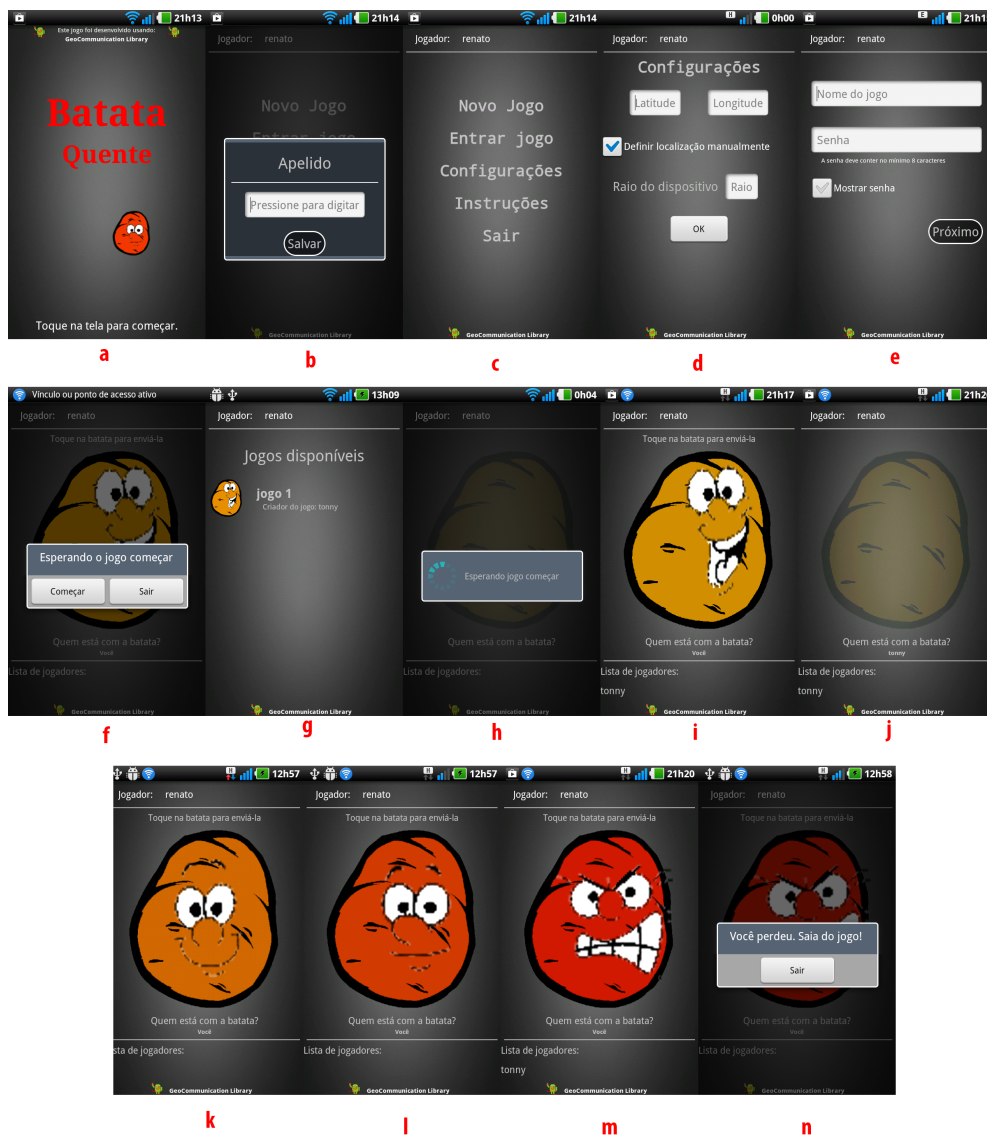 21h13
Este jogo foi desenvolvido usando:
GeoCommunication Library
Batata
Quente
Toque na tela para começar.
a
21h14
Jogador: renato
Novo Jogo
Entrar jogo
Apelido
Pressione para digitar
Salvar
GeoCommunication Library
b
21h14
Jogador: renato
Novo Jogo
Entrar jogo
Configurações
Instruções
Sair
GeoCommunication Library
c
H
0h00
Jogador: renato
Configurações
Latitude
Longitude
Definir localização manualmente
Raio do dispositivo
Raio
OK
GeoCommunication Library
d
E
Jogador: renato
Nome do jogo
Senha
A senha deve conter no mínimo 8 caracteres
Mostrar senha
Próximo
GeoCommunication Library
e
Vínculo ou ponto de acesso ativo
Jogador: renato
Toque na batata para enviá-la
Esperando o jogo começar
Começar
Sair
Quem está com a batata?
Você
Lista de jogadores:
GeoCommunication Library
f
13h09
Jogador: renato
Jogos disponíveis
jogo 1
Criador do jogo: tonny
GeoCommunication Library
g
0h04
Jogador: renato
Esperando jogo começar
GeoCommunication Library
h
H
21h17
Jogador: renato
Toque na batata para enviá-la
Quem está com a batata?
Você
Lista de jogadores:
tonny
GeoCommunication Library
i
H
Jogador: renato
Quem está com a batata?
tonny
Lista de jogadores:
tonny
GeoCommunication Library
j
H
12h57
Jogador: renato
Toque na batata para enviá-la
Quem está com a batata?
Você
sta de jogadores:
GeoCommunication Library
k
H
12h57
Jogador: renato
Toque na batata para enviá-la
Quem está com a batata?
Você
Lista de jogadores:
GeoCommunication Library
l
H
21h20
Jogador: renato
Toque na batata para enviá-la
Quem está com a batata?
Você
Lista de jogadores:
tonny
GeoCommunication Library
m
H
12h58
Jogador: renato
Toque na batata para enviá-la
Você perdeu. Saia do jogo!
Sair
Quem está com a batata?
Você
Lista de jogadores:
GeoCommunication Library
n